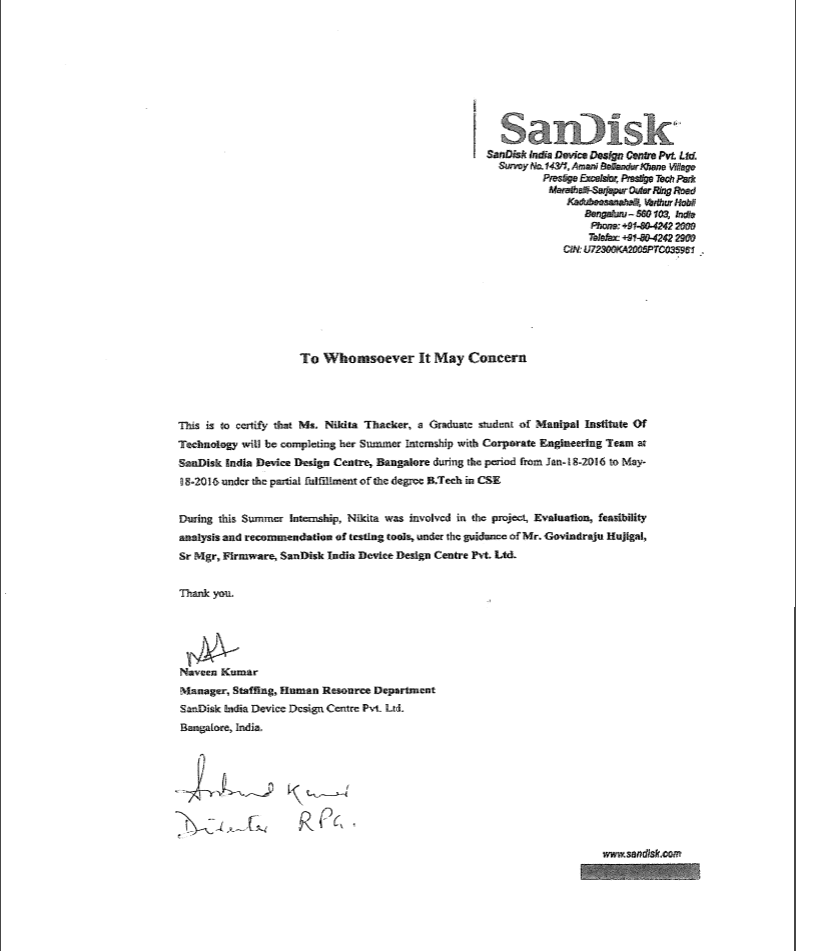 SanDisk
SanDisk India Device Design Centre Pvt. Ltd.
Survey No.143/1, Amani Bellandur Khane Village
Prestige Excelsior, Prestige Tech Park
Marathalli-Sarjapur Outer Ring Road
Kadubeesanahalli, Varthur Hobli
Bengaluru – 560 103, India
Phone: +91-80-4242 2000
Telefax: +91-80-4242 2900
CIN: U72300KA2005PTC035961
To Whomsoever It May Concern
This is to certify that Ms. Nikita Thacker, a Graduate student of Manipal Institute Of
Technology will be completing her Summer Internship with Corporate Engineering Team at
SanDisk India Device Design Centre, Bangalore during the period from Jan-18-2016 to May-
18-2016 under the partial fulfillment of the degree B.Tech in CSE
During this Summer Internship, Nikita was involved in the project, Evaluation, feasibility
analysis and recommendation of testing tools, under the guidance of Mr. Govindraju Hujigal,
Sr Mgr, Firmware, SanDisk India Device Design Centre Pvt. Ltd.
Thank you.
Naveen Kumar
Manager, Staffing, Human Resource Department
SanDisk India Device Design Centre Pvt. Ltd.
Bangalore, India.
Kumar
Director RPG.
www.sandisk.com